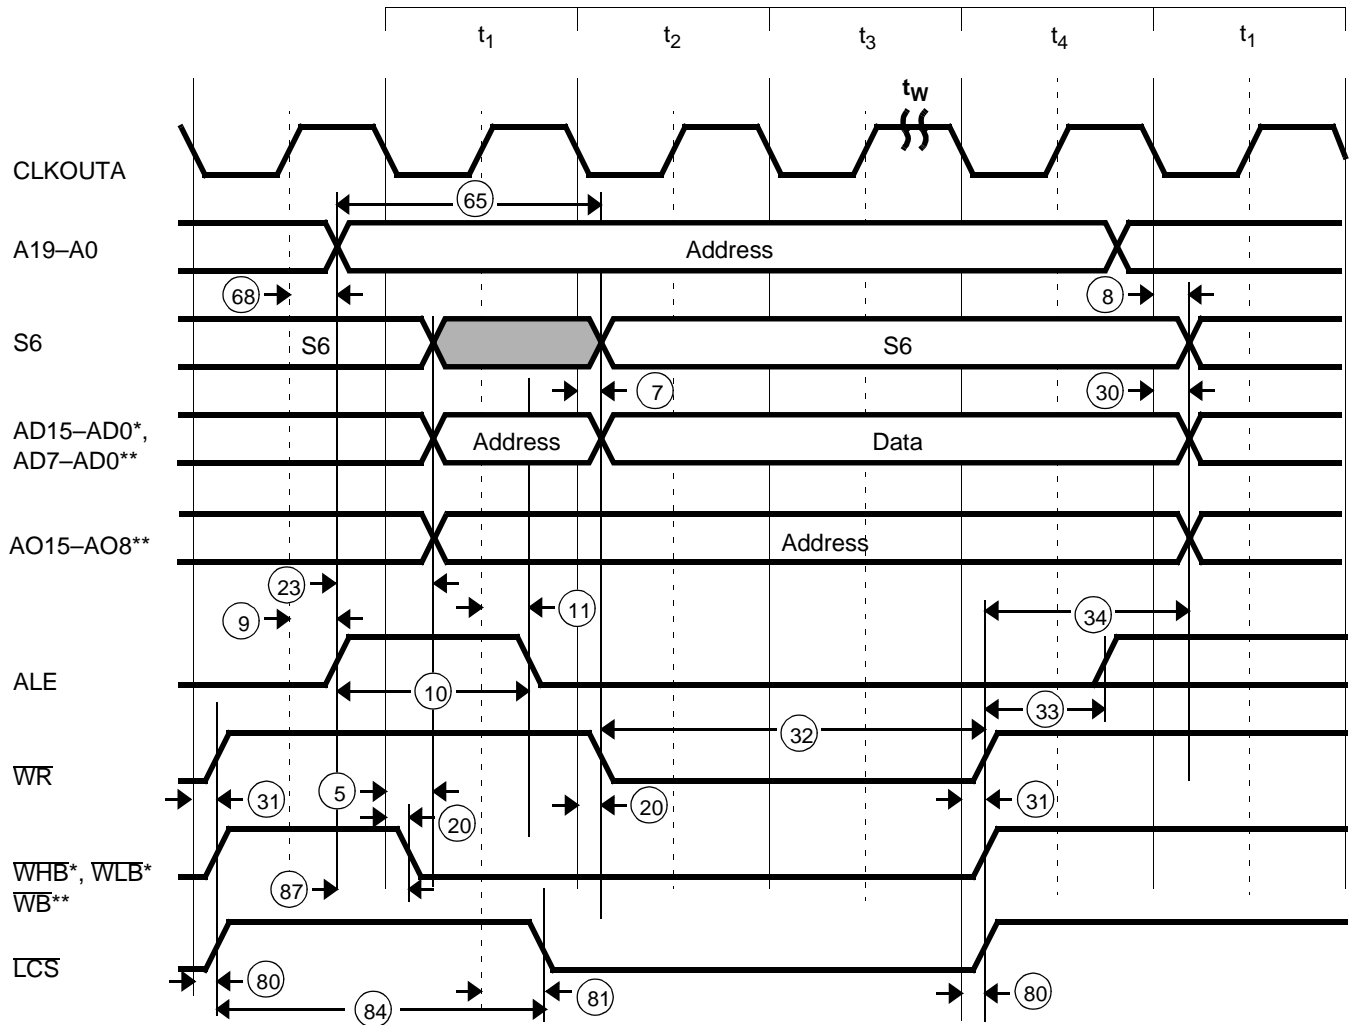 t1 t2 t3 t4 t1
tW
CLKOUTA
65
A19–A0 Address
68 8
S6 S6 S6
7 30
AD15–AD0*,
AD7–AD0** Address Data
AO15–AO8** Address
23 11 34
9
ALE 10 33
32
WR
31 5 20 20 31
WHB*, WLB*
WB** 87
LCS
80 84 81 80